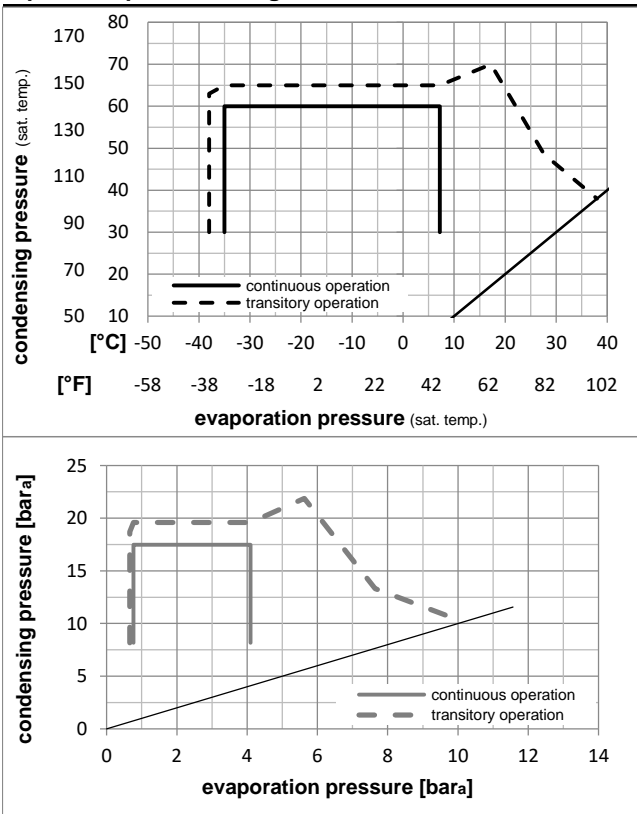 80
170
70
150
60
130
50
110
40
90
30
70
20
50
10
condensing pressure (sat. temp.)
continuous operation
transitory operation
[°C] -50 -40 -30 -20 -10 0 10 20 30 40
[°F] -58 -38 -18 2 22 42 62 82 102
evaporation pressure (sat. temp.)
25
20
15
10
5
0
condensing pressure [bara]
continuous operation
transitory operation
0 2 4 6 8 10 12 14
evaporation pressure [bara]